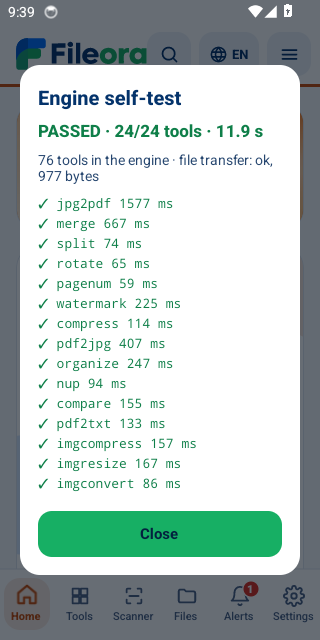 9:39
Fileora
EN
Engine self-test
PASSED · 24/24 tools · 11.9 s
76 tools in the engine · file transfer: ok,
977 bytes
✓ jpg2pdf 1577 ms
✓ merge 667 ms
✓ split 74 ms
✓ rotate 65 ms
✓ pagenum 59 ms
✓ watermark 225 ms
✓ compress 114 ms
✓ pdf2jpg 407 ms
✓ organize 247 ms
✓ nup 94 ms
✓ compare 155 ms
✓ pdf2txt 133 ms
✓ imgcompress 157 ms
✓ imgresize 167 ms
✓ imgconvert 86 ms
Close
1
Home Tools Scanner Files Alerts Settings